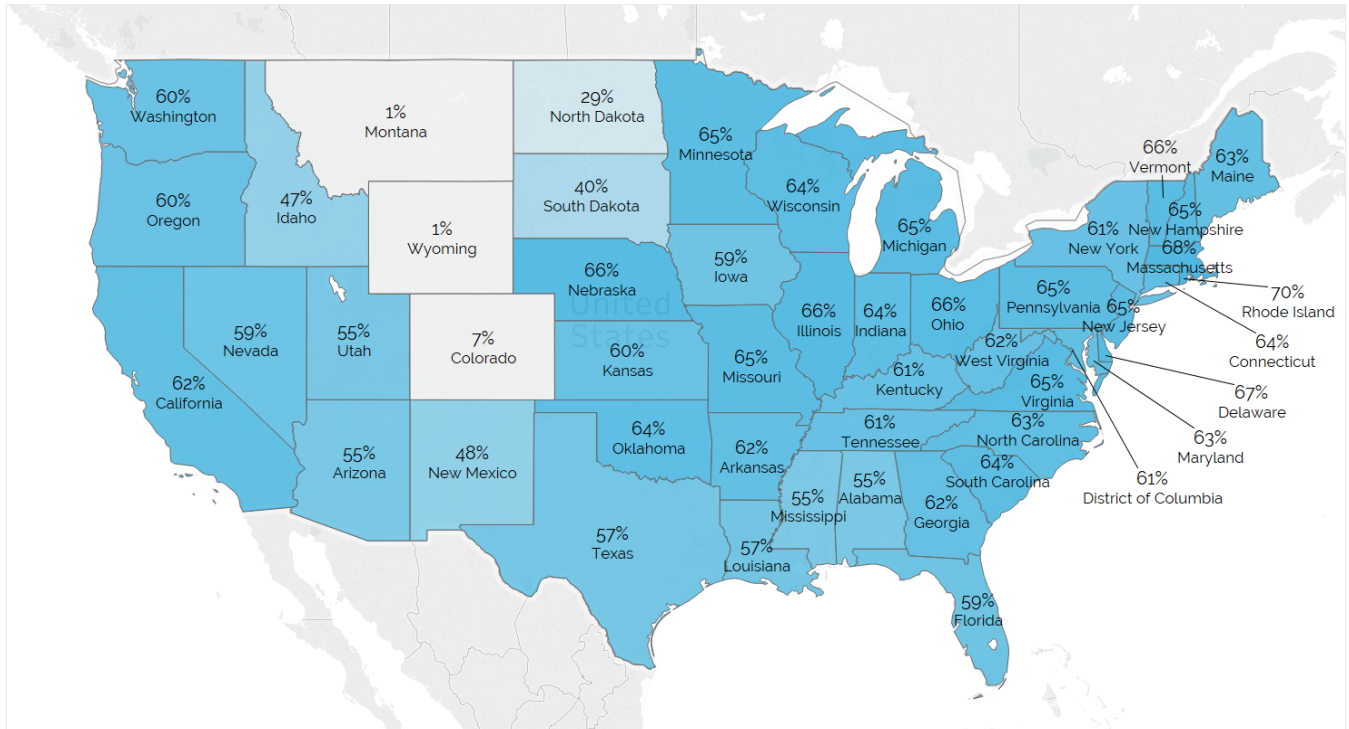 60%
Washington
1%
Montana
29%
North Dakota
65%
Minnesota
66%
Vermont
63%
Maine
60%
Oregon
47%
Idaho
40%
South Dakota
64%
Wisconsin
65%
Michigan
61%
New York
65%
New Hampshire
68%
Massachusetts
1%
Wyoming
59%
Iowa
66%
Nebraska
United
States
70%
Rhode Island
65%
Pennsylvania
65%
New Jersey
64%
Connecticut
59%
Nevada
55%
Utah
7%
Colorado
60%
Kansas
66%
Illinois
64%
Indiana
66%
Ohio
62%
West Virginia
62%
California
65%
Missouri
61%
Kentucky
65%
Virginia
67%
Delaware
63%
Maryland
61%
District of Columbia
55%
Arizona
48%
New Mexico
64%
Oklahoma
62%
Arkansas
61%
Tennessee
63%
North Carolina
64%
South Carolina
57%
Texas
57%
Louisiana
55%
Mississippi
55%
Alabama
62%
Georgia
59%
Florida